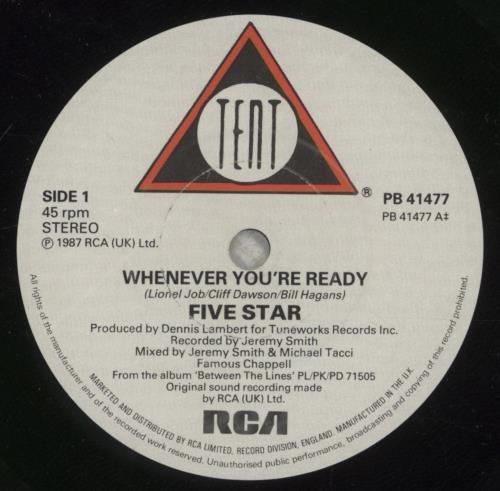 TENT
®
SIDE 1
45 rpm
STEREO
℗ 1987 RCA (UK) Ltd.
PB 41477
PB 41477 A‡
WHENEVER YOU'RE READY
(Lionel Job/Cliff Dawson/Bill Hagans)
FIVE STAR
Produced by Dennis Lambert for Tuneworks Records Inc.
Recorded by Jeremy Smith
Mixed by Jeremy Smith & Michael Tacci
Famous Chappell
From the album 'Between The Lines' PL/PK/PD 71505
Original sound recording made
by RCA (UK) Ltd.
RCA
MARKETED AND DISTRIBUTED BY RCA LIMITED, RECORD DIVISION, ENGLAND. MANUFACTURED IN THE U.K.
All rights of the manufacturer and of the recorded work reserved. Unauthorised public performance, broadcasting and copying of this record prohibited.